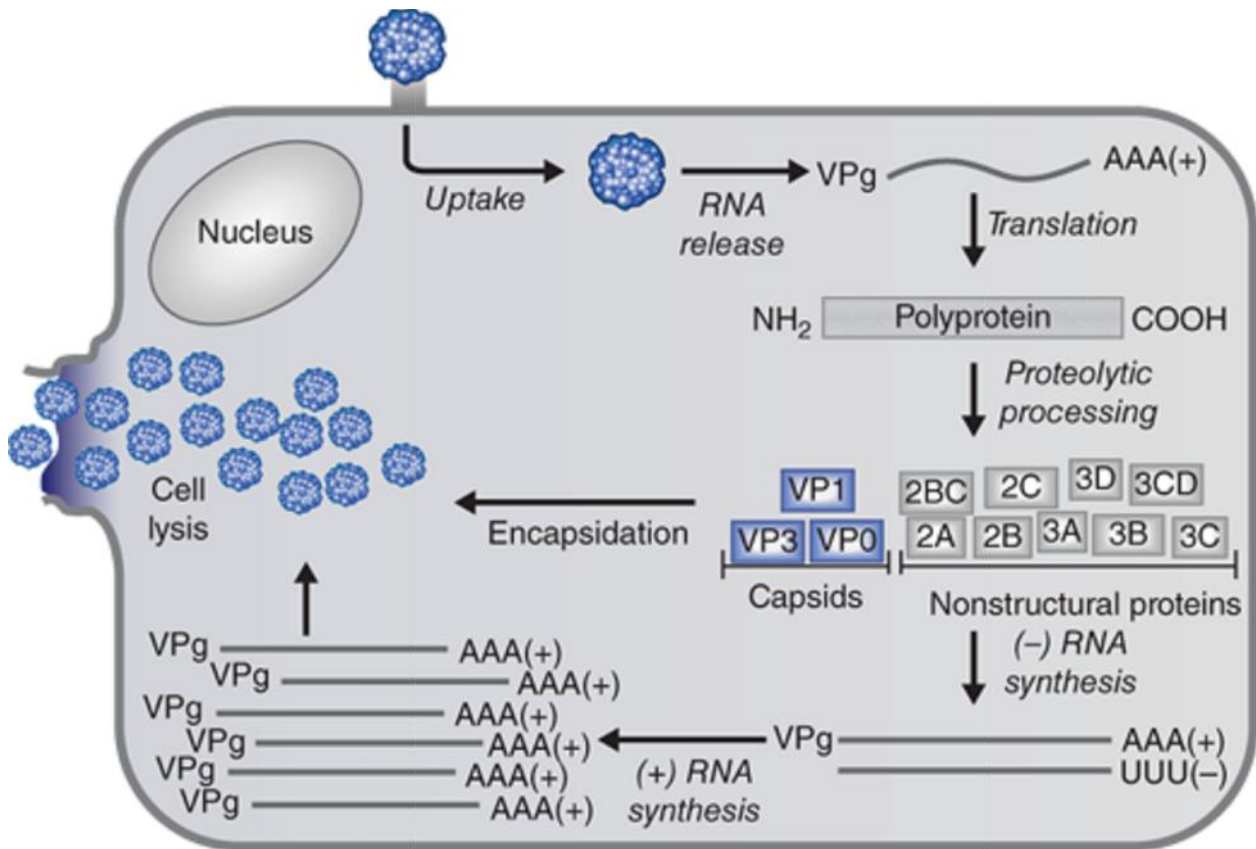 Uptake
RNA
release
VPg
AAA(+)
Nucleus
Translation
NH₂
Polyprotein
COOH
Proteolytic
processing
VP1
VP3
VP0
Capsids
2BC
2C
3D
3CD
2A
2B
3A
3B
3C
Nonstructural proteins
Encapsidation
Cell
lysis
(–) RNA
synthesis
VPg
AAA(+)
UUU(–)
(+) RNA
synthesis
VPg AAA(+)
VPg AAA(+)
VPg AAA(+)
VPg AAA(+)
VPg AAA(+)
VPg AAA(+)